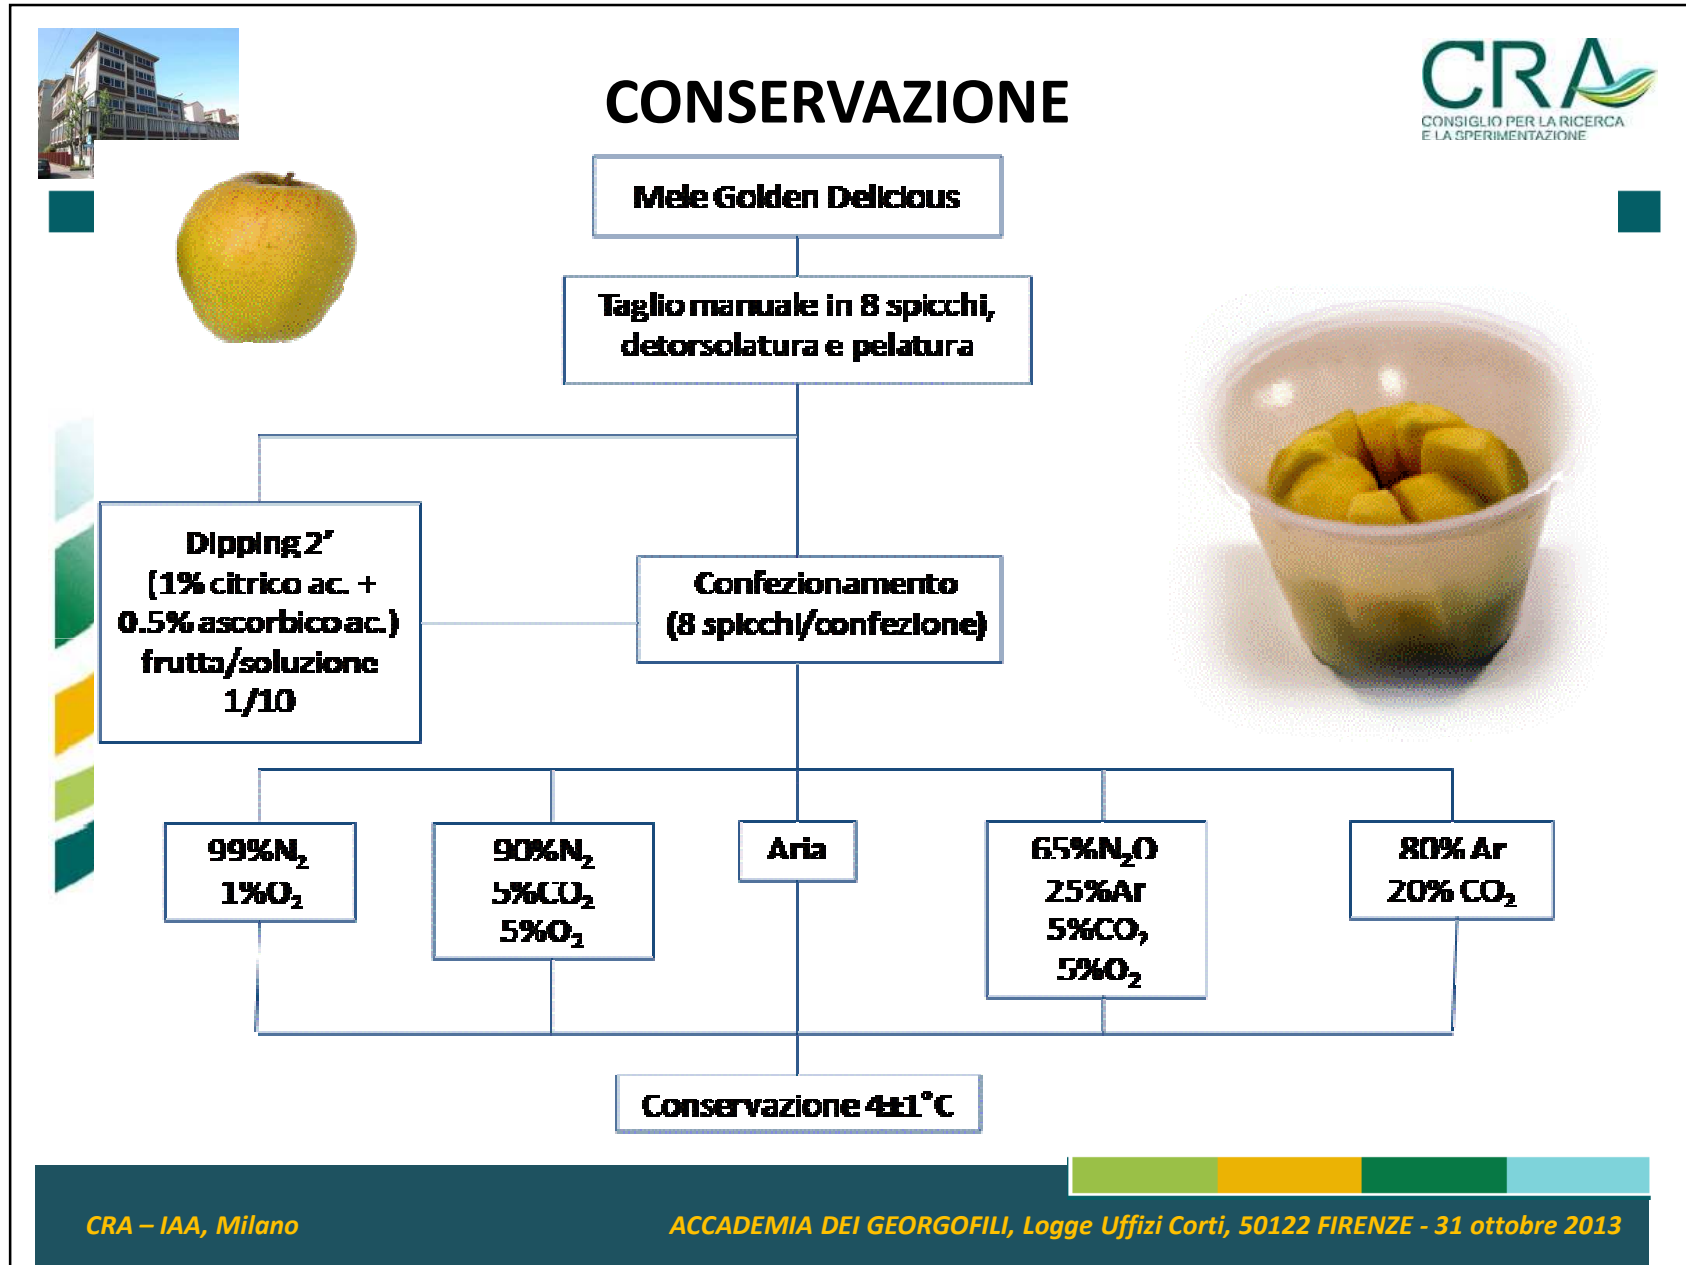 CONSERVAZIONE
CRA
CONSIGLIO PER LA RICERCA
E LA SPERIMENTAZIONE
Mele Golden Delicious
Taglio manuale in 8 spicchi,
detorsolatura e pelatura
Dipping 2’
(1% citrico ac. +
0.5% ascorbico ac.)
frutta/soluzione
1/10
Confezionamento
(8 spicchi/confezione)
99%N₂
1%O₂
90%N₂
5%CO₂
5%O₂
Aria
65%N₂O
25%Ar
5%CO₂
5%O₂
80% Ar
20% CO₂
Conservazione 4±1°C
CRA – IAA, Milano
ACCADEMIA DEI GEORGOFILI, Logge Uffizi Corti, 50122 FIRENZE - 31 ottobre 2013